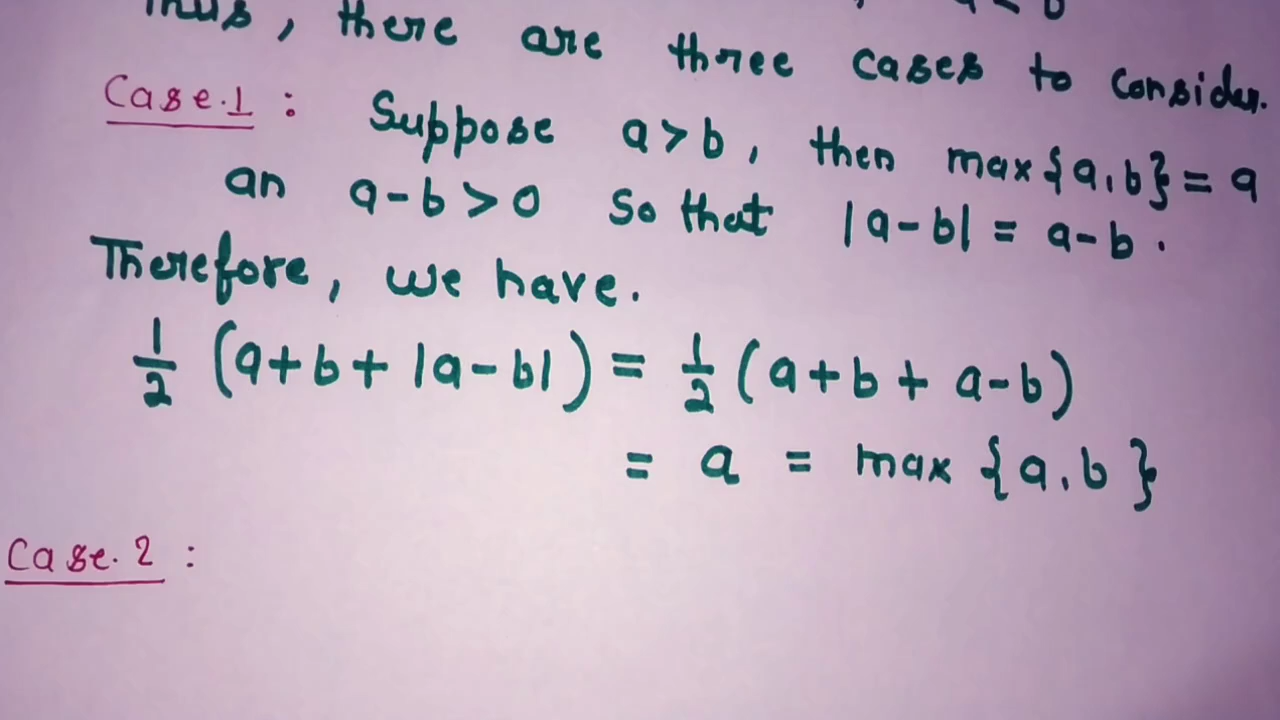 Thus, there are three cases to consider.
Case.1 : Suppose a>b, then max{a,b} = a
an a-b>0 so that |a-b| = a-b.
Therefore, we have.
1/2 (a+b+|a-b|) = 1/2 (a+b+a-b)
= a = max {a,b}
Case.2 :